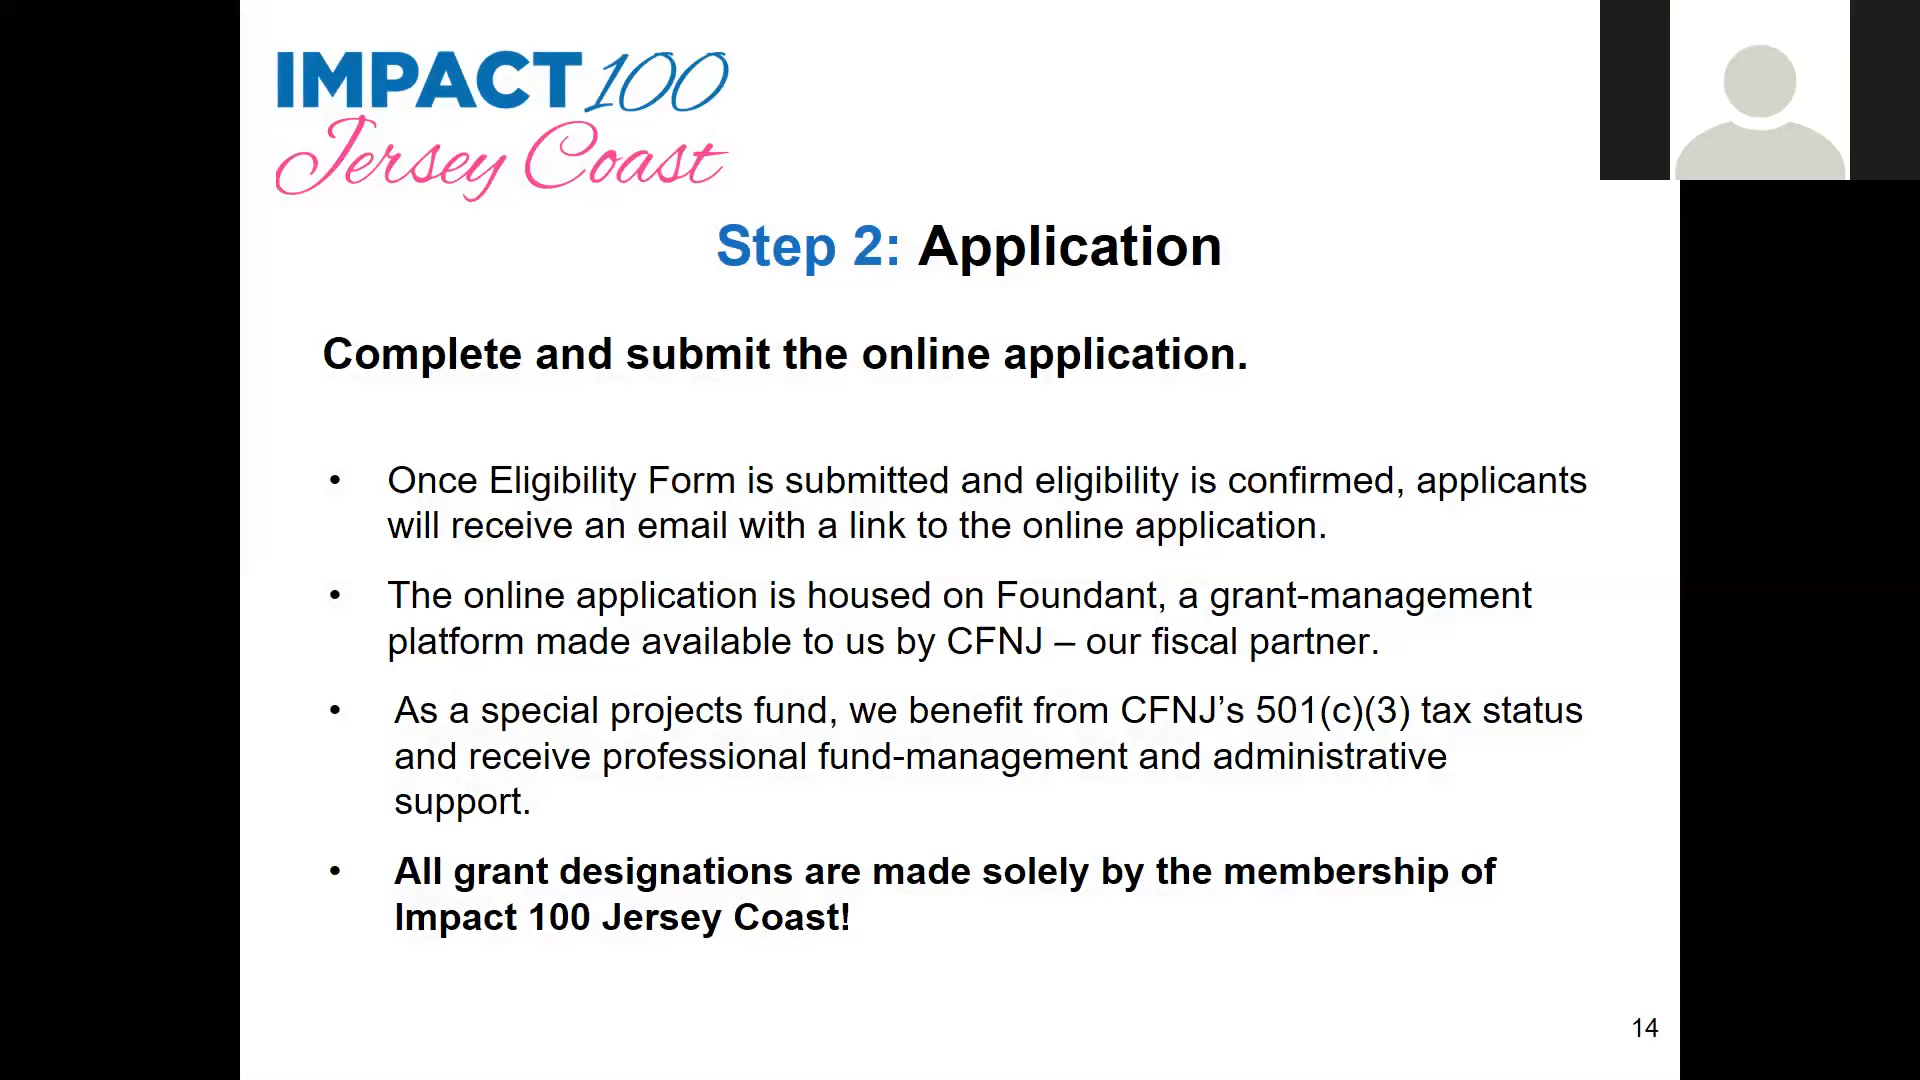 IMPACT 100
Jersey Coast
Step 2: Application
Complete and submit the online application.
• Once Eligibility Form is submitted and eligibility is confirmed, applicants
will receive an email with a link to the online application.
• The online application is housed on Foundant, a grant-management
platform made available to us by CFNJ – our fiscal partner.
• As a special projects fund, we benefit from CFNJ’s 501(c)(3) tax status
and receive professional fund-management and administrative
support.
• All grant designations are made solely by the membership of
Impact 100 Jersey Coast!
14